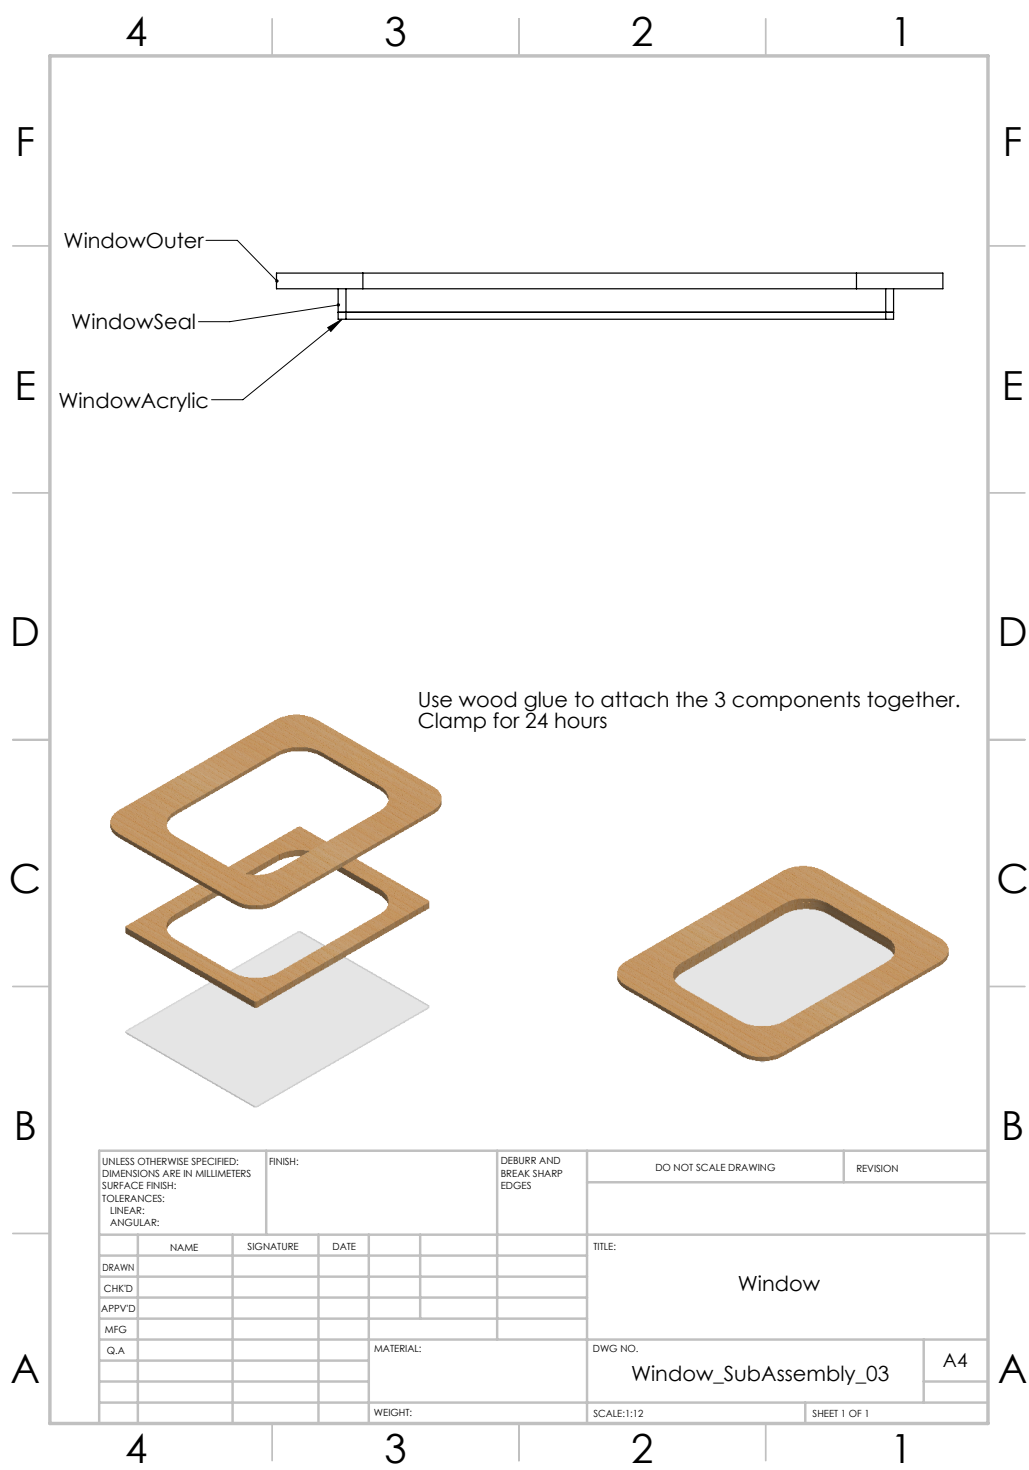 4 3 2 1
F F
WindowOuter
WindowSeal
E E
WindowAcrylic
D D
Use wood glue to attach the 3 components together.
Clamp for 24 hours
C C
B B
UNLESS OTHERWISE SPECIFIED:
DIMENSIONS ARE IN MILLIMETERS
SURFACE FINISH:
TOLERANCES:
LINEAR:
ANGULAR:
FINISH:
DEBURR AND
BREAK SHARP
EDGES
DO NOT SCALE DRAWING
REVISION
NAME SIGNATURE DATE
DRAWN
CHK'D
APPV'D
MFG
Q.A
TITLE:
Window
MATERIAL:
DWG NO.
Window_SubAssembly_03
A4
A A
WEIGHT:
SCALE:1:12
SHEET 1 OF 1
4 3 2 1